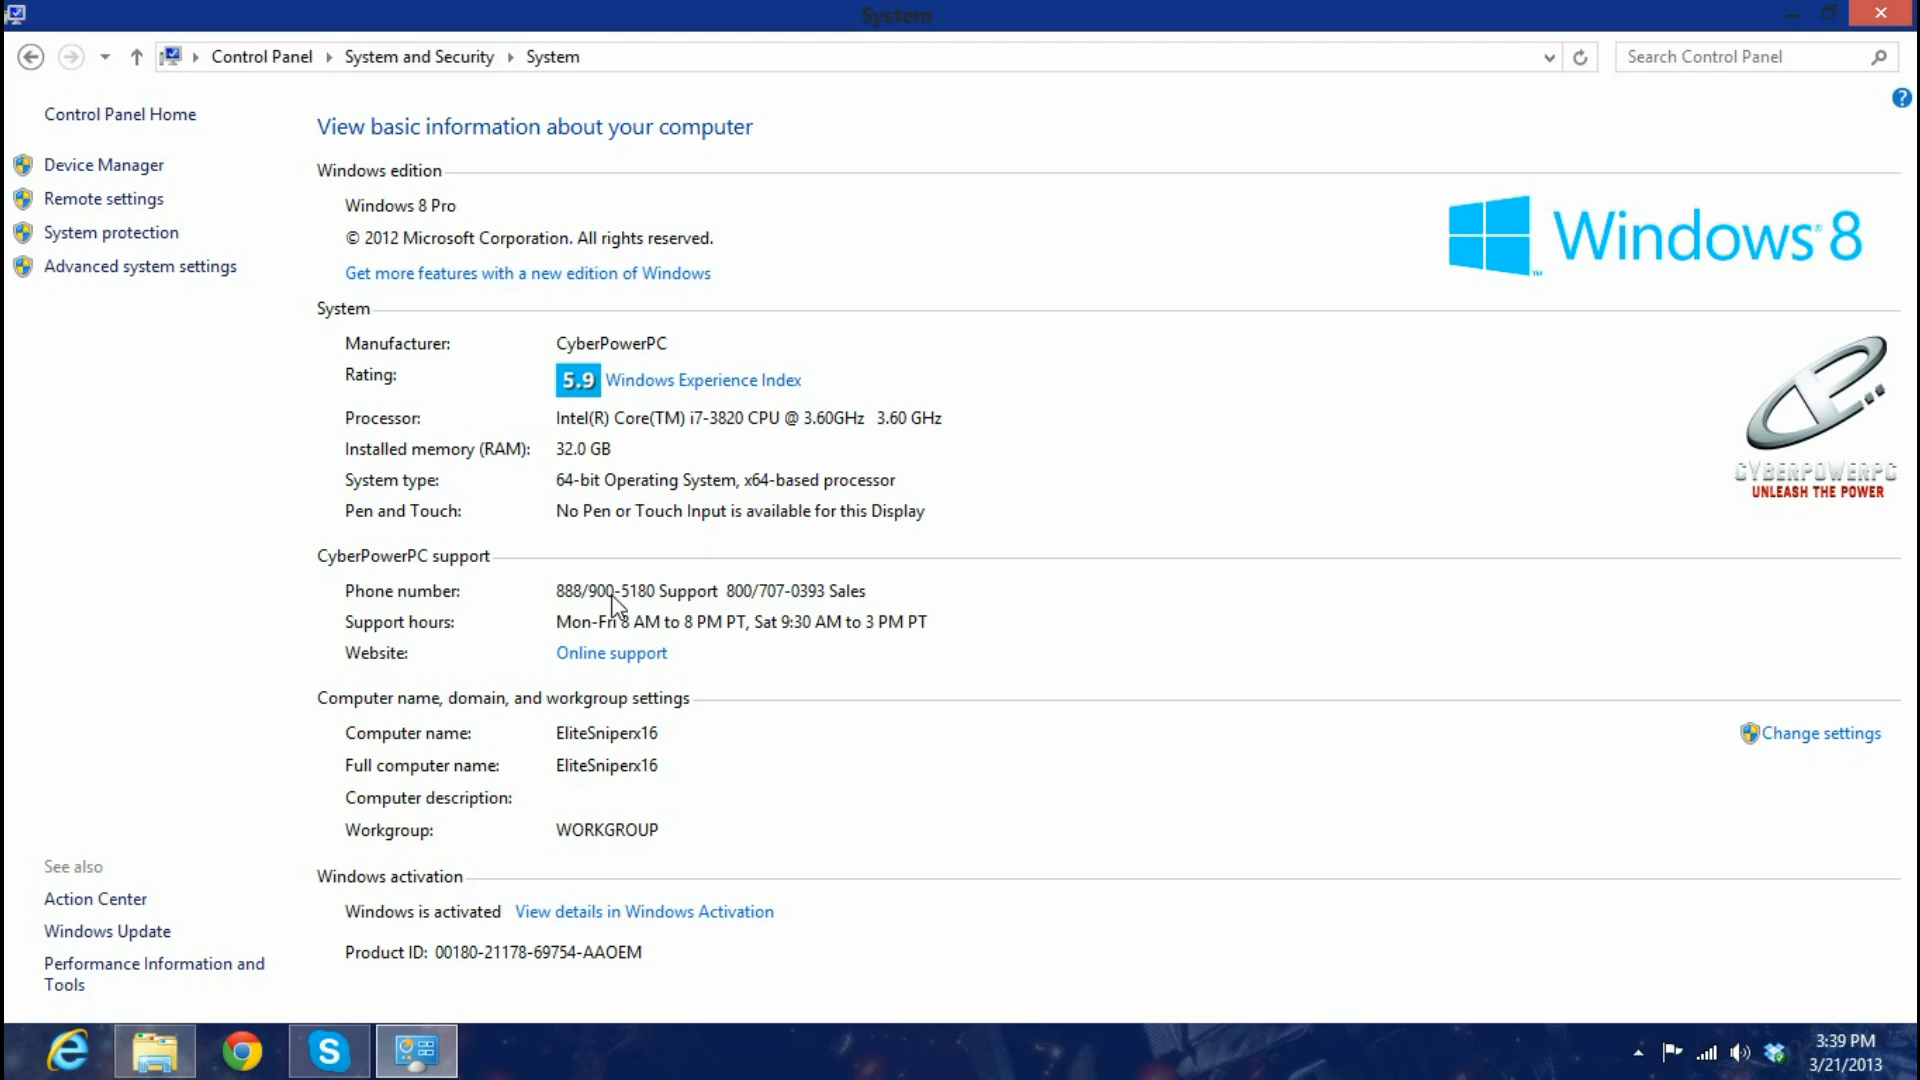 System
Control Panel System and Security System
Search Control Panel
Control Panel Home
Device Manager
Remote settings
System protection
Advanced system settings
View basic information about your computer
Windows edition
Windows 8 Pro
© 2012 Microsoft Corporation. All rights reserved.
Get more features with a new edition of Windows
Windows 8
System
Manufacturer: CyberPowerPC
Rating: 5.9 Windows Experience Index
Processor: Intel(R) Core(TM) i7-3820 CPU @ 3.60GHz 3.60 GHz
Installed memory (RAM): 32.0 GB
System type: 64-bit Operating System, x64-based processor
Pen and Touch: No Pen or Touch Input is available for this Display
CYBERPOWERPC
UNLEASH THE POWER
CyberPowerPC support
Phone number: 888/900-5180 Support 800/707-0393 Sales
Support hours: Mon-Fri 8 AM to 8 PM PT, Sat 9:30 AM to 3 PM PT
Website: Online support
Computer name, domain, and workgroup settings
Computer name: EliteSniperx16
Change settings
Full computer name: EliteSniperx16
Computer description:
Workgroup: WORKGROUP
Windows activation
Windows is activated View details in Windows Activation
Product ID: 00180-21178-69754-AAOEM
See also
Action Center
Windows Update
Performance Information and
Tools
3:39 PM
3/21/2013